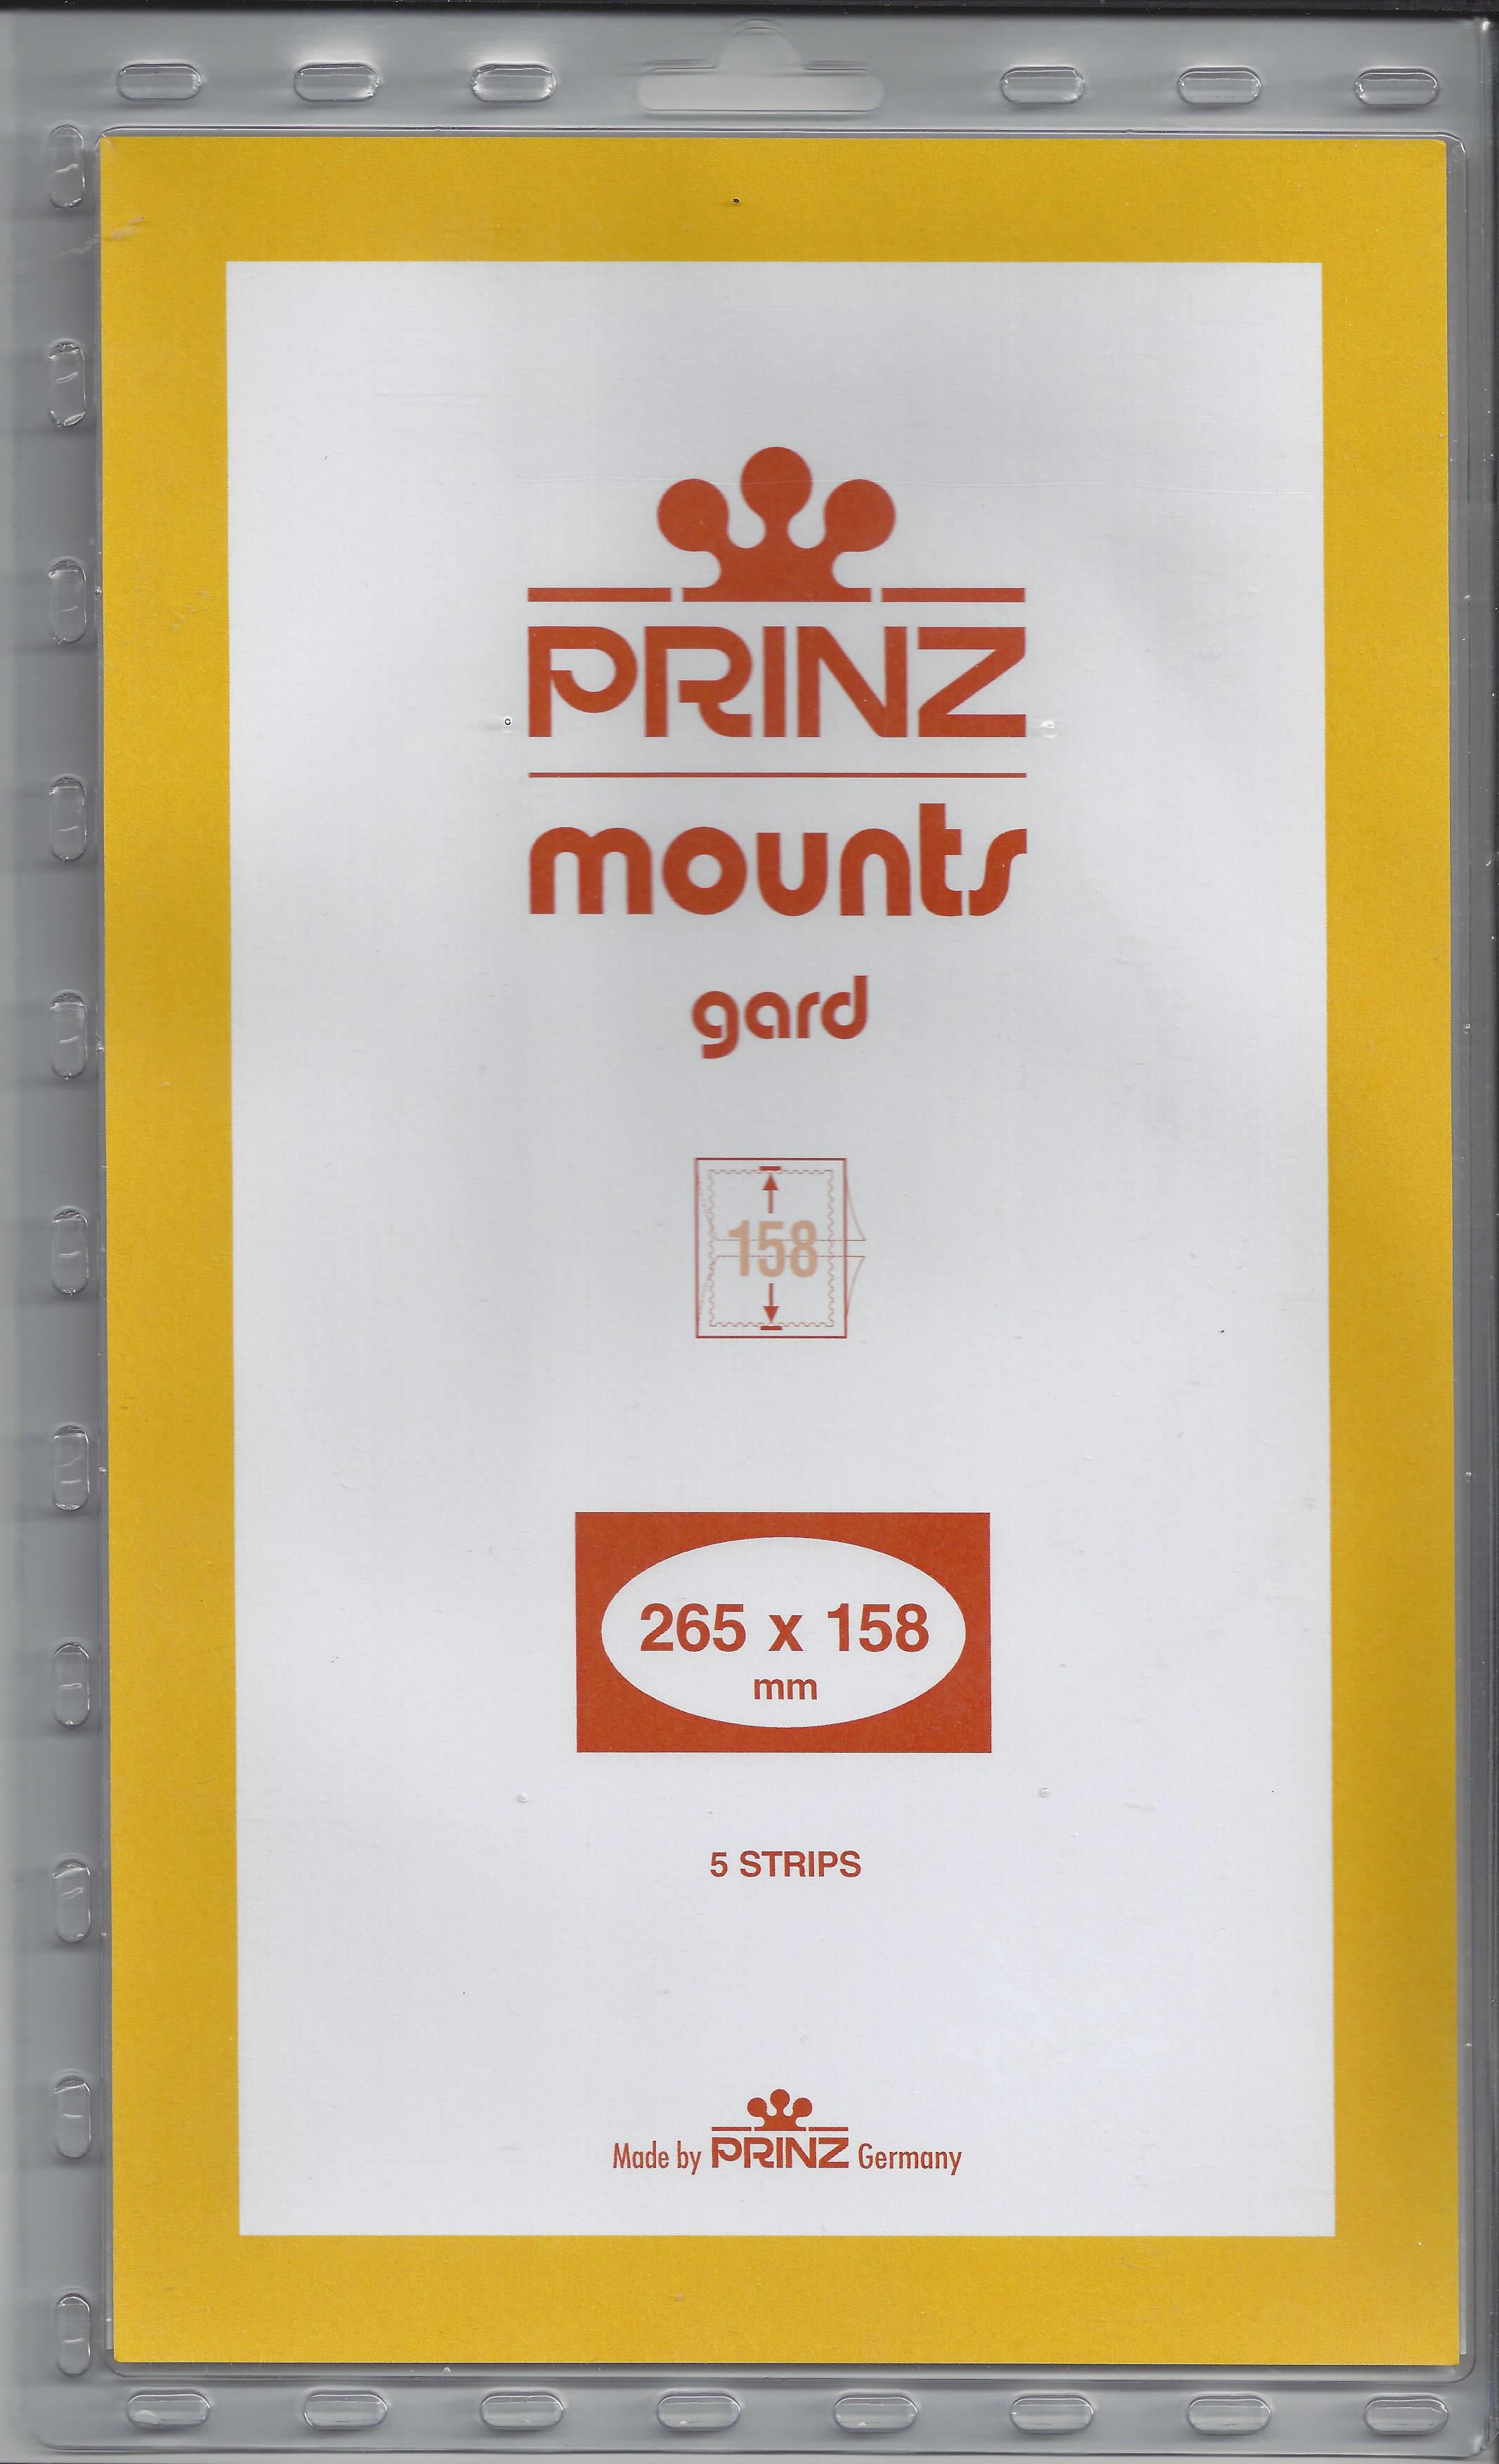 PRINZ
mounts
gard
158
265 x 158
mm
5 STRIPS
Made by PRINZ Germany